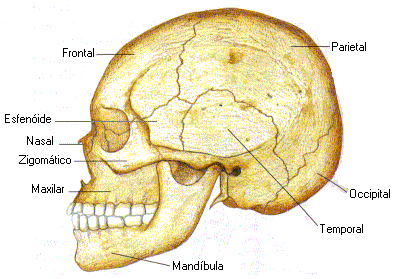 Frontal
Parietal
Esfenóide
Nasal
Zigomático
Maxilar
Occipital
Temporal
Mandíbula